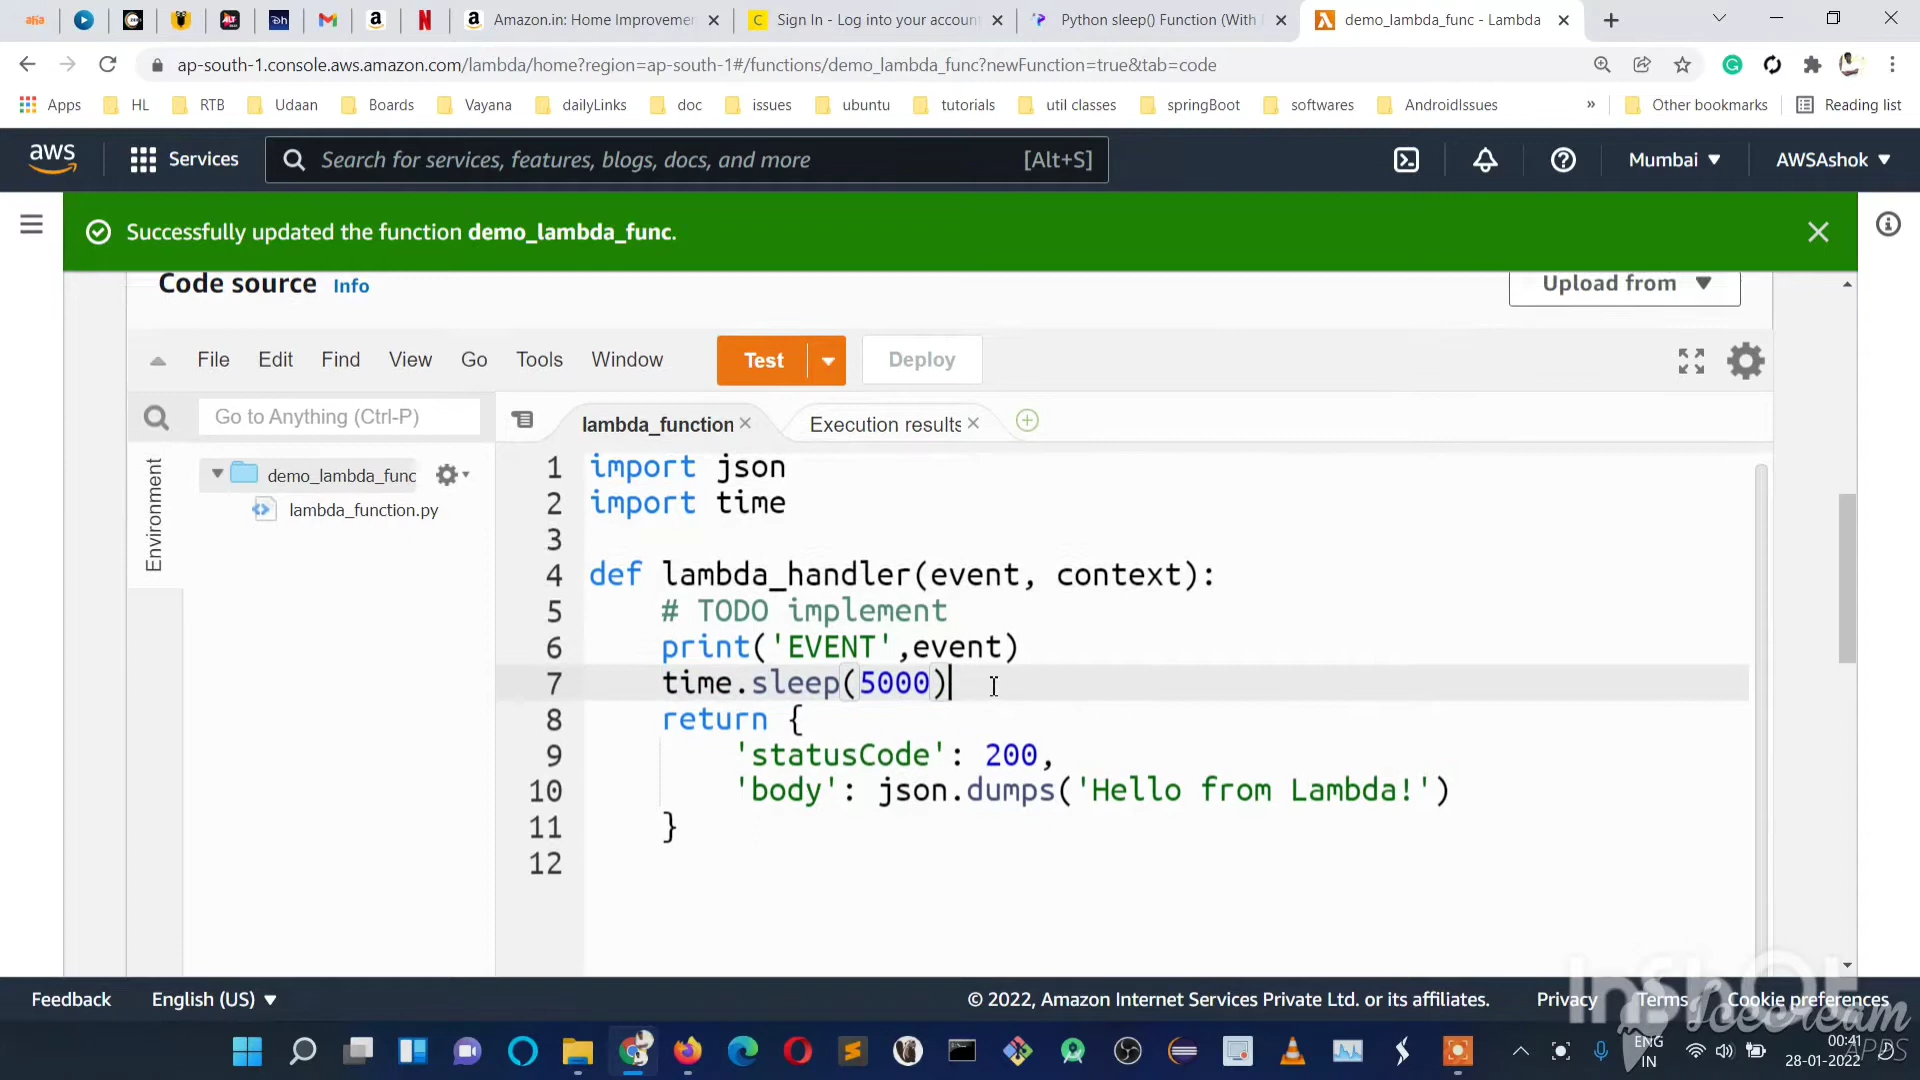 Amazon.in: Home Improvemer
Sign In - Log into your accoun
Python sleep() Function (With
demo_lambda_func - Lambda
ap-south-1.console.aws.amazon.com/lambda/home?region=ap-south-1#/functions/demo_lambda_func?newFunction=true&tab=code
Apps HL RTB Udaan Boards Vayana dailyLinks doc issues ubuntu tutorials util classes springBoot softwares AndroidIssues » Other bookmarks Reading list
aws Services Search for services, features, blogs, docs, and more [Alt+S] Mumbai AWSAshok
Successfully updated the function demo_lambda_func.
Code source Info Upload from
File Edit Find View Go Tools Window Test Deploy
Go to Anything (Ctrl-P) lambda_function Execution results
Environment
demo_lambda_func
lambda_function.py
1 import json
2 import time
3
4 def lambda_handler(event, context):
5 # TODO implement
6 print('EVENT',event)
7 time.sleep(5000)
8 return {
9 'statusCode': 200,
10 'body': json.dumps('Hello from Lambda!')
11 }
12
Feedback English (US) © 2022, Amazon Internet Services Private Ltd. or its affiliates. Privacy Terms Cookie preferences
InShOt
Icecream
APPS
ENG
IN
00:41
28-01-2022